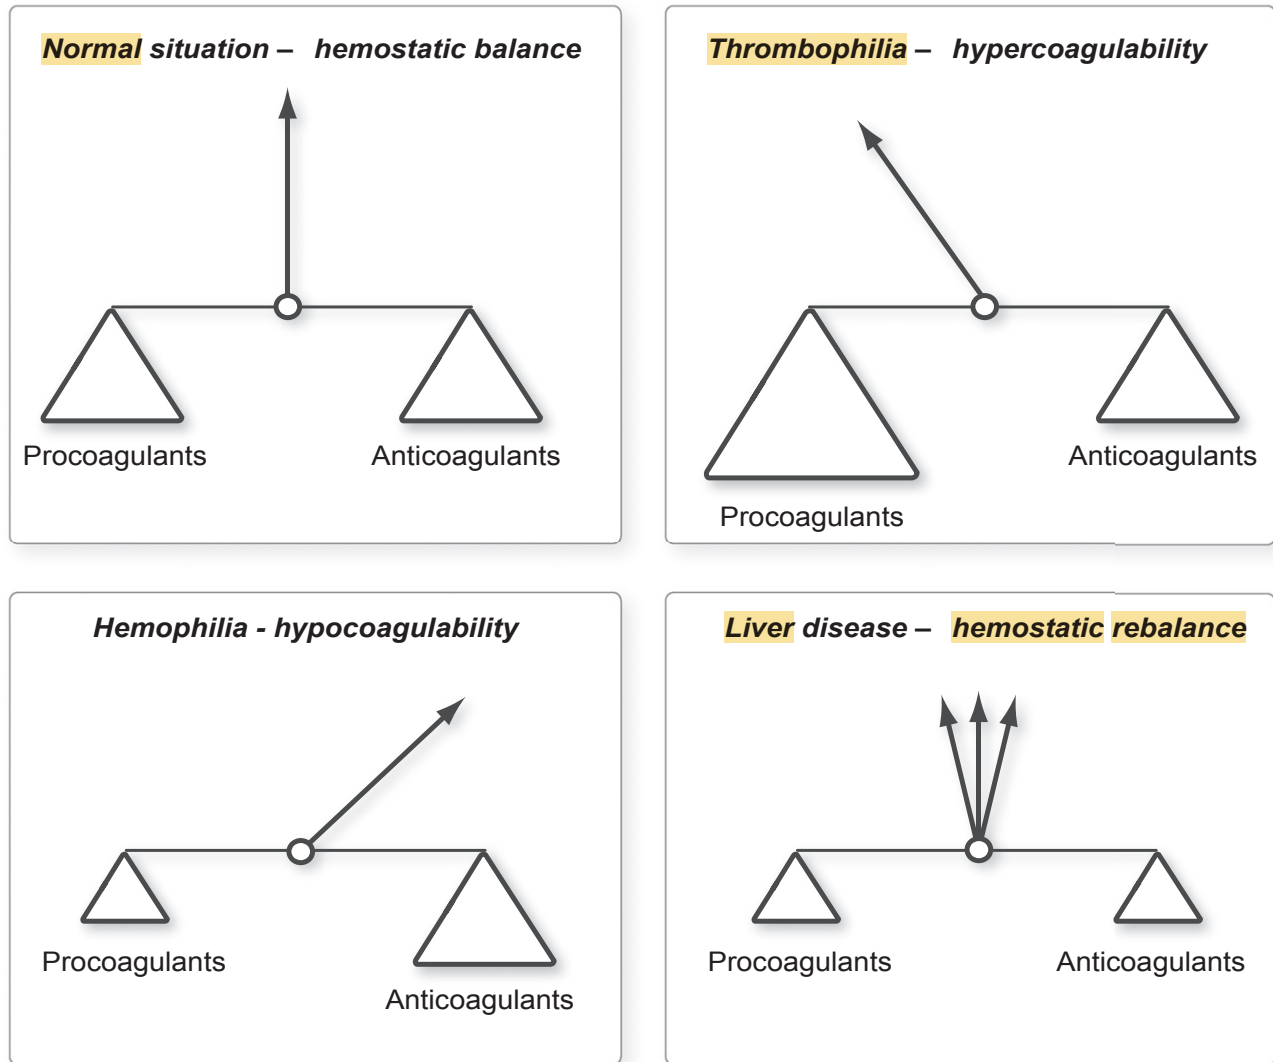 Normal situation – hemostatic balance
Procoagulants
Anticoagulants
Thrombophilia – hypercoagulability
Anticoagulants
Procoagulants
Hemophilia - hypocoagulability
Procoagulants
Anticoagulants
Liver disease – hemostatic rebalance
Procoagulants
Anticoagulants